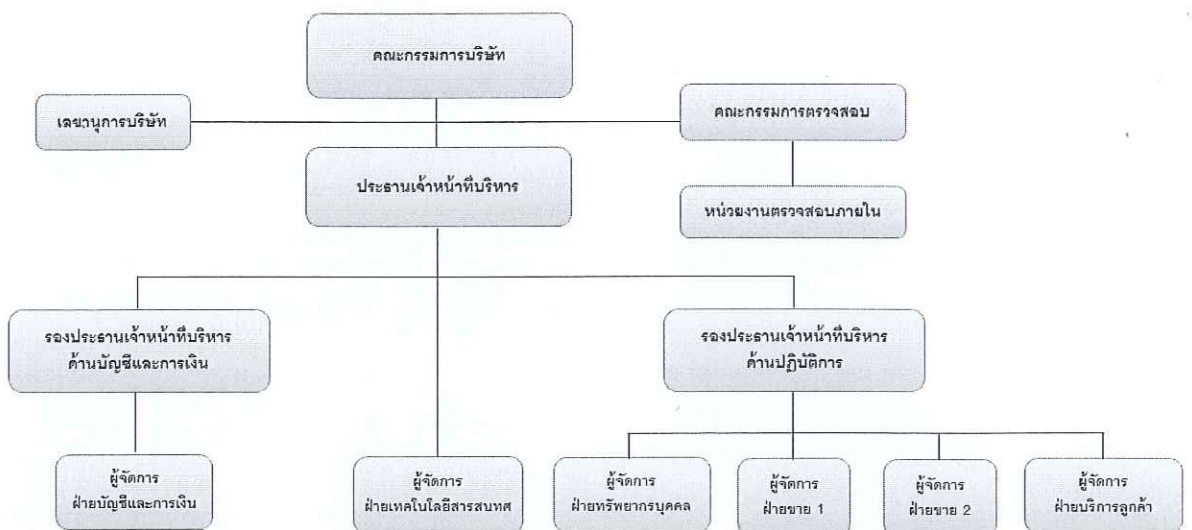 คณะกรรมการบริษัท
เลขานุการบริษัท
คณะกรรมการตรวจสอบ
ประธานเจ้าหน้าที่บริหาร
หน่วยงานตรวจสอบภายใน
รองประธานเจ้าหน้าที่บริหาร
ด้านบัญชีและการเงิน
รองประธานเจ้าหน้าที่บริหาร
ด้านปฏิบัติการ
ผู้จัดการ
ฝ่ายบัญชีและการเงิน
ผู้จัดการ
ฝ่ายเทคโนโลยีสารสนทศ
ผู้จัดการ
ฝ่ายทรัพยากรบุคคล
ผู้จัดการ
ฝ่ายขาย 1
ผู้จัดการ
ฝ่ายขาย 2
ผู้จัดการ
ฝ่ายบริการลูกค้า